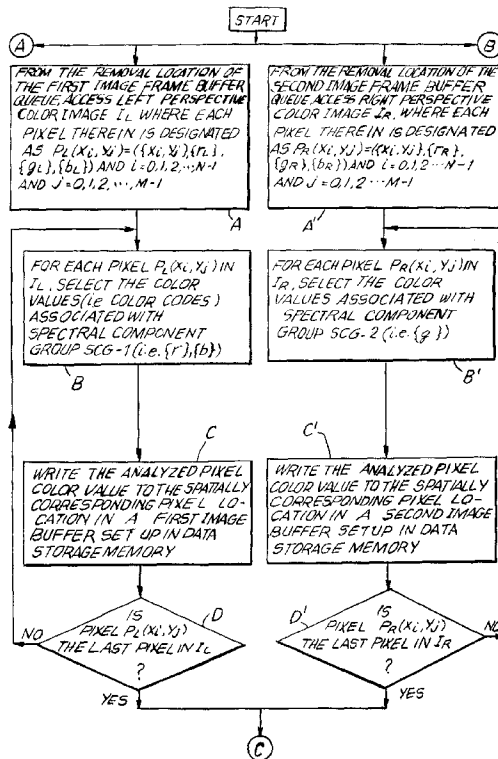 START
A
B
FROM THE REMOVAL LOCATION OF
THE FIRST IMAGE FRAME BUFFER
QUEUE ACCESS LEFT PERSPECTIVE
COLOR IMAGE IL WHERE EACH
PIXEL THEREIN IS DESIGNATED
AS PL(xi,yj)=({xi,yj},{rL},
{gL},{bL}) AND i=0,1,2,...,N-1
AND j=0,1,2,...,M-1
A
FROM THE REMOVAL LOCATION OF THE
SECOND IMAGE FRAME BUFFER
QUEUE ACCESS RIGHT PERSPECTIVE
COLOR IMAGE IR, WHERE EACH
PIXEL THEREIN IS DESIGNATED
AS PR(xi,yj)=({xi,yj},{rR},
{gR},{bR}) AND i=0,1,2...N-1
AND j=0,1,2...M-1
A'
FOR EACH PIXEL PL(xi,yj) IN
IL, SELECT THE COLOR
VALUES (ie COLOR CODES)
ASSOCIATED WITH
SPECTRAL COMPONENT
GROUP SCG-1 (i.e. {r},{b})
B
FOR EACH PIXEL PR(xi,yj) IN
IR, SELECT THE COLOR
VALUES ASSOCIATED WITH
SPECTRAL COMPONENT
GROUP SCG-2 (i.e. {g})
B'
C
WRITE THE ANALYZED PIXEL
COLOR VALUE TO THE SPATIALLY
CORRESPONDING PIXEL LO-
CATION IN A FIRST IMAGE
BUFFER SET UP IN DATA
STORAGE MEMORY
C'
WRITE THE ANALYZED PIXEL
COLOR VALUE TO THE SPATIALLY
CORRESPONDING PIXEL LO-
CATION IN A SECOND IMAGE
BUFFER SET UP IN DATA
STORAGE MEMORY
NO
IS
PIXEL PL(xi,yj)
THE LAST PIXEL IN IL
?
D
YES
D'
IS
PIXEL PR(xi,yj)
THE LAST PIXEL IN IR
?
NO
YES
C